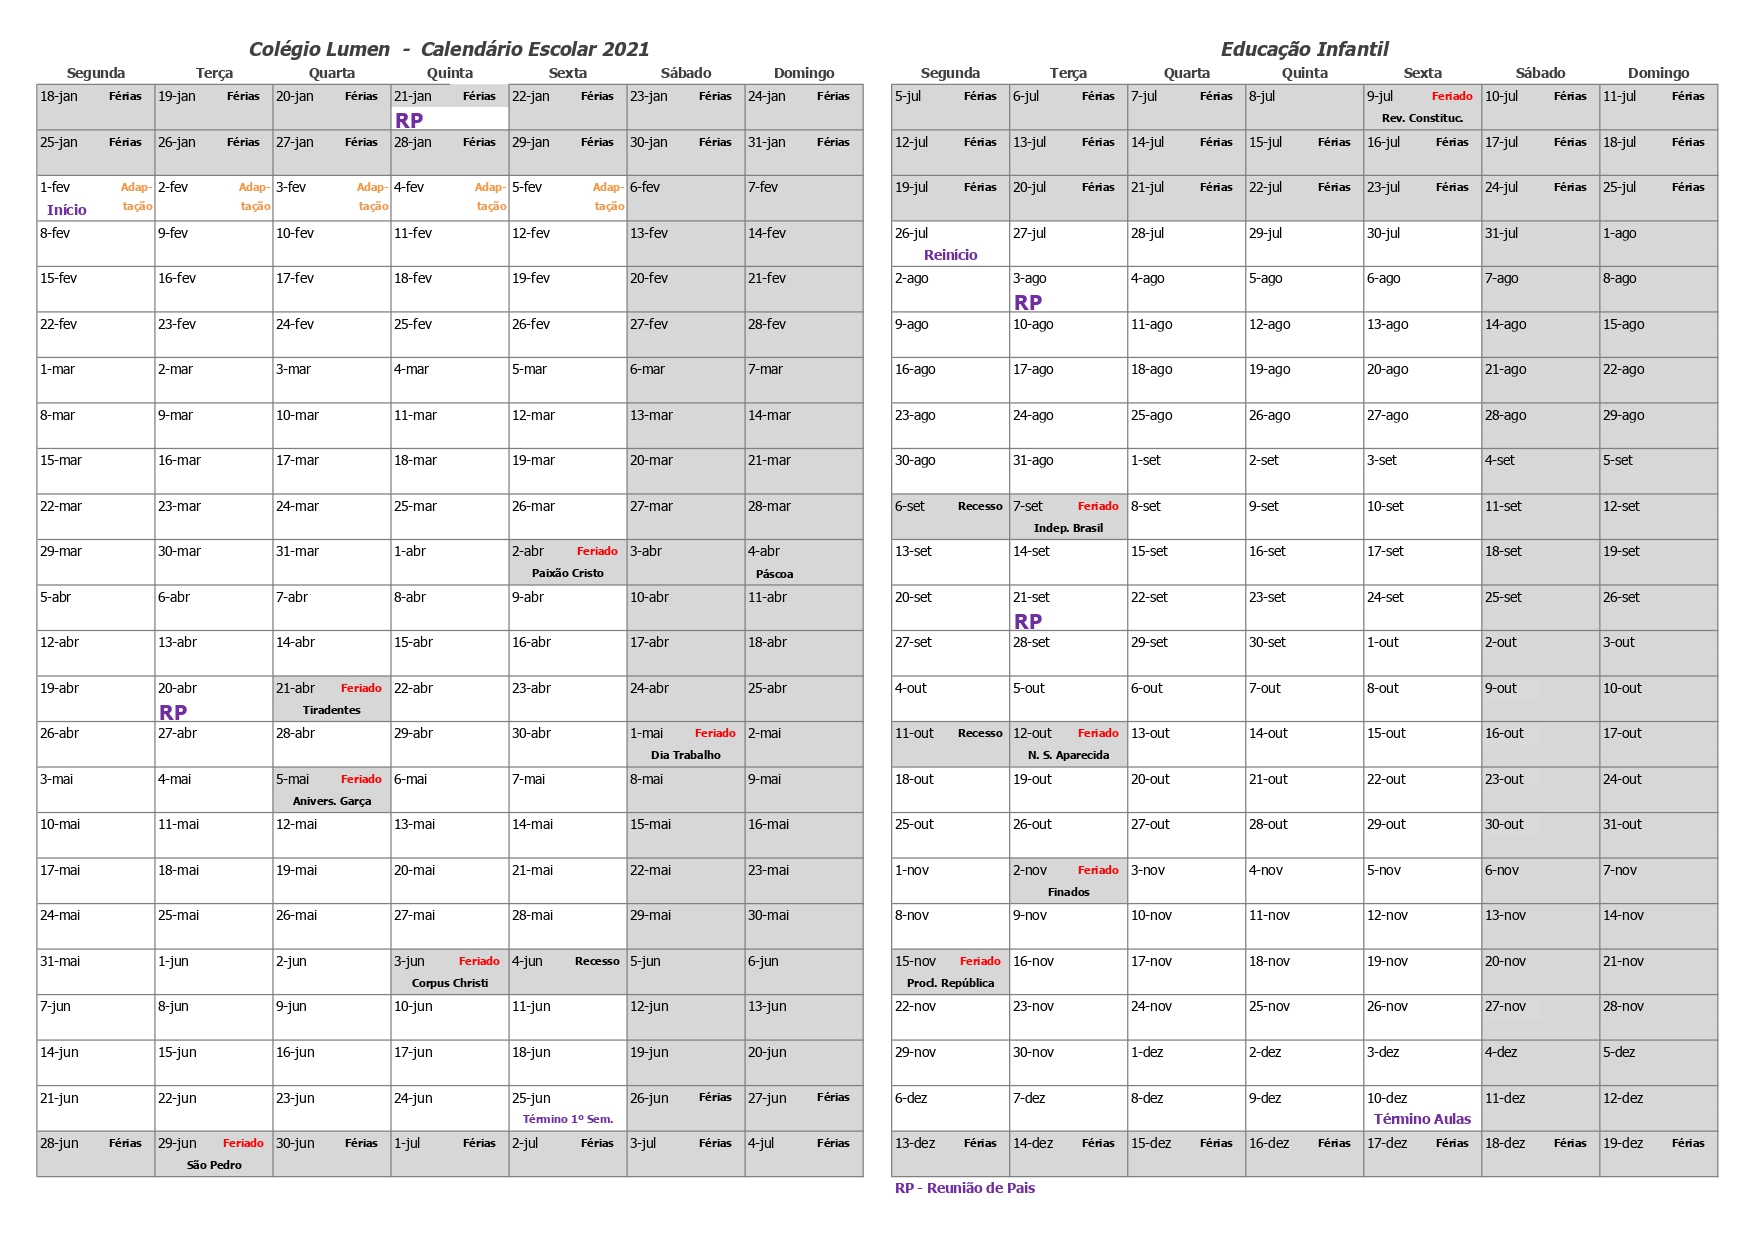 Colégio Lumen - Calendário Escolar 2021
Segunda Terça Quarta Quinta Sexta Sábado Domingo
18-jan Férias 19-jan Férias 20-jan Férias 21-jan Férias 22-jan Férias 23-jan Férias 24-jan Férias
RP
25-jan Férias 26-jan Férias 27-jan Férias 28-jan Férias 29-jan Férias 30-jan Férias 31-jan Férias
1-fev Adap- 2-fev Adap- 3-fev Adap- 4-fev Adap- 5-fev Adap- 6-fev 7-fev
Início tação tação tação tação tação
8-fev 9-fev 10-fev 11-fev 12-fev 13-fev 14-fev
15-fev 16-fev 17-fev 18-fev 19-fev 20-fev 21-fev
22-fev 23-fev 24-fev 25-fev 26-fev 27-fev 28-fev
1-mar 2-mar 3-mar 4-mar 5-mar 6-mar 7-mar
8-mar 9-mar 10-mar 11-mar 12-mar 13-mar 14-mar
15-mar 16-mar 17-mar 18-mar 19-mar 20-mar 21-mar
22-mar 23-mar 24-mar 25-mar 26-mar 27-mar 28-mar
29-mar 30-mar 31-mar 1-abr 2-abr Feriado 3-abr 4-abr
Paixão Cristo Páscoa
5-abr 6-abr 7-abr 8-abr 9-abr 10-abr 11-abr
12-abr 13-abr 14-abr 15-abr 16-abr 17-abr 18-abr
19-abr 20-abr 21-abr Feriado 22-abr 23-abr 24-abr 25-abr
RP Tiradentes
26-abr 27-abr 28-abr 29-abr 30-abr 1-mai Feriado 2-mai
Dia Trabalho
3-mai 4-mai 5-mai Feriado 6-mai 7-mai 8-mai 9-mai
Anivers. Garça
10-mai 11-mai 12-mai 13-mai 14-mai 15-mai 16-mai
17-mai 18-mai 19-mai 20-mai 21-mai 22-mai 23-mai
24-mai 25-mai 26-mai 27-mai 28-mai 29-mai 30-mai
31-mai 1-jun 2-jun 3-jun Feriado 4-jun Recesso 5-jun 6-jun
Corpus Christi
7-jun 8-jun 9-jun 10-jun 11-jun 12-jun 13-jun
14-jun 15-jun 16-jun 17-jun 18-jun 19-jun 20-jun
21-jun 22-jun 23-jun 24-jun 25-jun 26-jun Férias 27-jun Férias
Término 1º Sem.
28-jun Férias 29-jun Feriado 30-jun Férias 1-jul Férias 2-jul Férias 3-jul Férias 4-jul Férias
São Pedro
Educação Infantil
Segunda Terça Quarta Quinta Sexta Sábado Domingo
5-jul Férias 6-jul Férias 7-jul Férias 8-jul 9-jul Feriado 10-jul Férias 11-jul Férias
Rev. Constituc.
12-jul Férias 13-jul Férias 14-jul Férias 15-jul Férias 16-jul Férias 17-jul Férias 18-jul Férias
19-jul Férias 20-jul Férias 21-jul Férias 22-jul Férias 23-jul Férias 24-jul Férias 25-jul Férias
26-jul 27-jul 28-jul 29-jul 30-jul 31-jul 1-ago
Reinício
2-ago 3-ago 4-ago 5-ago 6-ago 7-ago 8-ago
RP
9-ago 10-ago 11-ago 12-ago 13-ago 14-ago 15-ago
16-ago 17-ago 18-ago 19-ago 20-ago 21-ago 22-ago
23-ago 24-ago 25-ago 26-ago 27-ago 28-ago 29-ago
30-ago 31-ago 1-set 2-set 3-set 4-set 5-set
6-set Recesso 7-set Feriado 8-set 9-set 10-set 11-set 12-set
Indep. Brasil
13-set 14-set 15-set 16-set 17-set 18-set 19-set
20-set 21-set 22-set 23-set 24-set 25-set 26-set
RP
27-set 28-set 29-set 30-set 1-out 2-out 3-out
4-out 5-out 6-out 7-out 8-out 9-out 10-out
11-out Recesso 12-out Feriado 13-out 14-out 15-out 16-out 17-out
N. S. Aparecida
18-out 19-out 20-out 21-out 22-out 23-out 24-out
25-out 26-out 27-out 28-out 29-out 30-out 31-out
1-nov 2-nov Feriado 3-nov 4-nov 5-nov 6-nov 7-nov
Finados
8-nov 9-nov 10-nov 11-nov 12-nov 13-nov 14-nov
15-nov Feriado 16-nov 17-nov 18-nov 19-nov 20-nov 21-nov
Procl. República
22-nov 23-nov 24-nov 25-nov 26-nov 27-nov 28-nov
29-nov 30-nov 1-dez 2-dez 3-dez 4-dez 5-dez
6-dez 7-dez 8-dez 9-dez 10-dez 11-dez 12-dez
Término Aulas
13-dez Férias 14-dez Férias 15-dez Férias 16-dez Férias 17-dez Férias 18-dez Férias 19-dez Férias
RP - Reunião de Pais